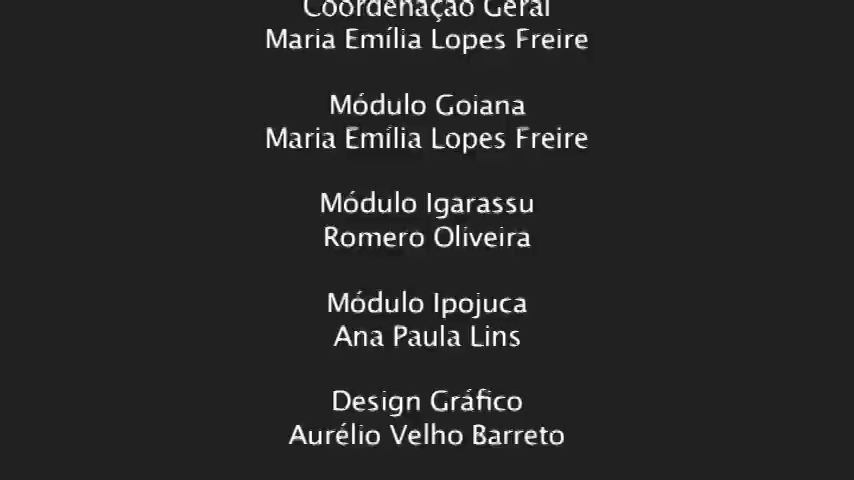 Coordenação Geral
Maria Emília Lopes Freire
Módulo Goiana
Maria Emília Lopes Freire
Módulo Igarassu
Romero Oliveira
Módulo Ipojuca
Ana Paula Lins
Design Gráfico
Aurélio Velho Barreto